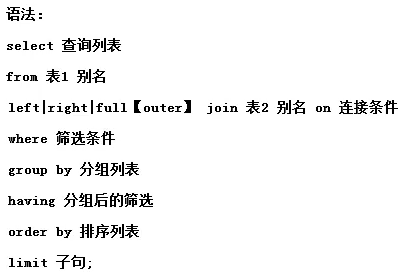 语法:
select 查询列表
from 表1 别名
left|right|full【outer】 join 表2 别名 on 连接条件
where 筛选条件
group by 分组列表
having 分组后的筛选
order by 排序列表
limit 子句;